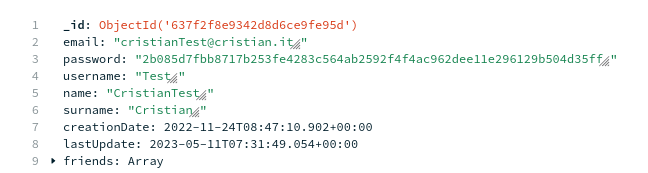 1 _id: ObjectId('637f2f8e9342d8d6ce9fe95d')
2 email: "cristianTest@cristian.it"
3 password: "2b085d7fbb8717b253fe4283c564ab2592f4f4ac962dee11e296129b504d35ff"
4 username: "Test"
5 name: "CristianTest"
6 surname: "Cristian"
7 creationDate: 2022-11-24T08:47:10.902+00:00
8 lastUpdate: 2023-05-11T07:31:49.054+00:00
9 friends: Array